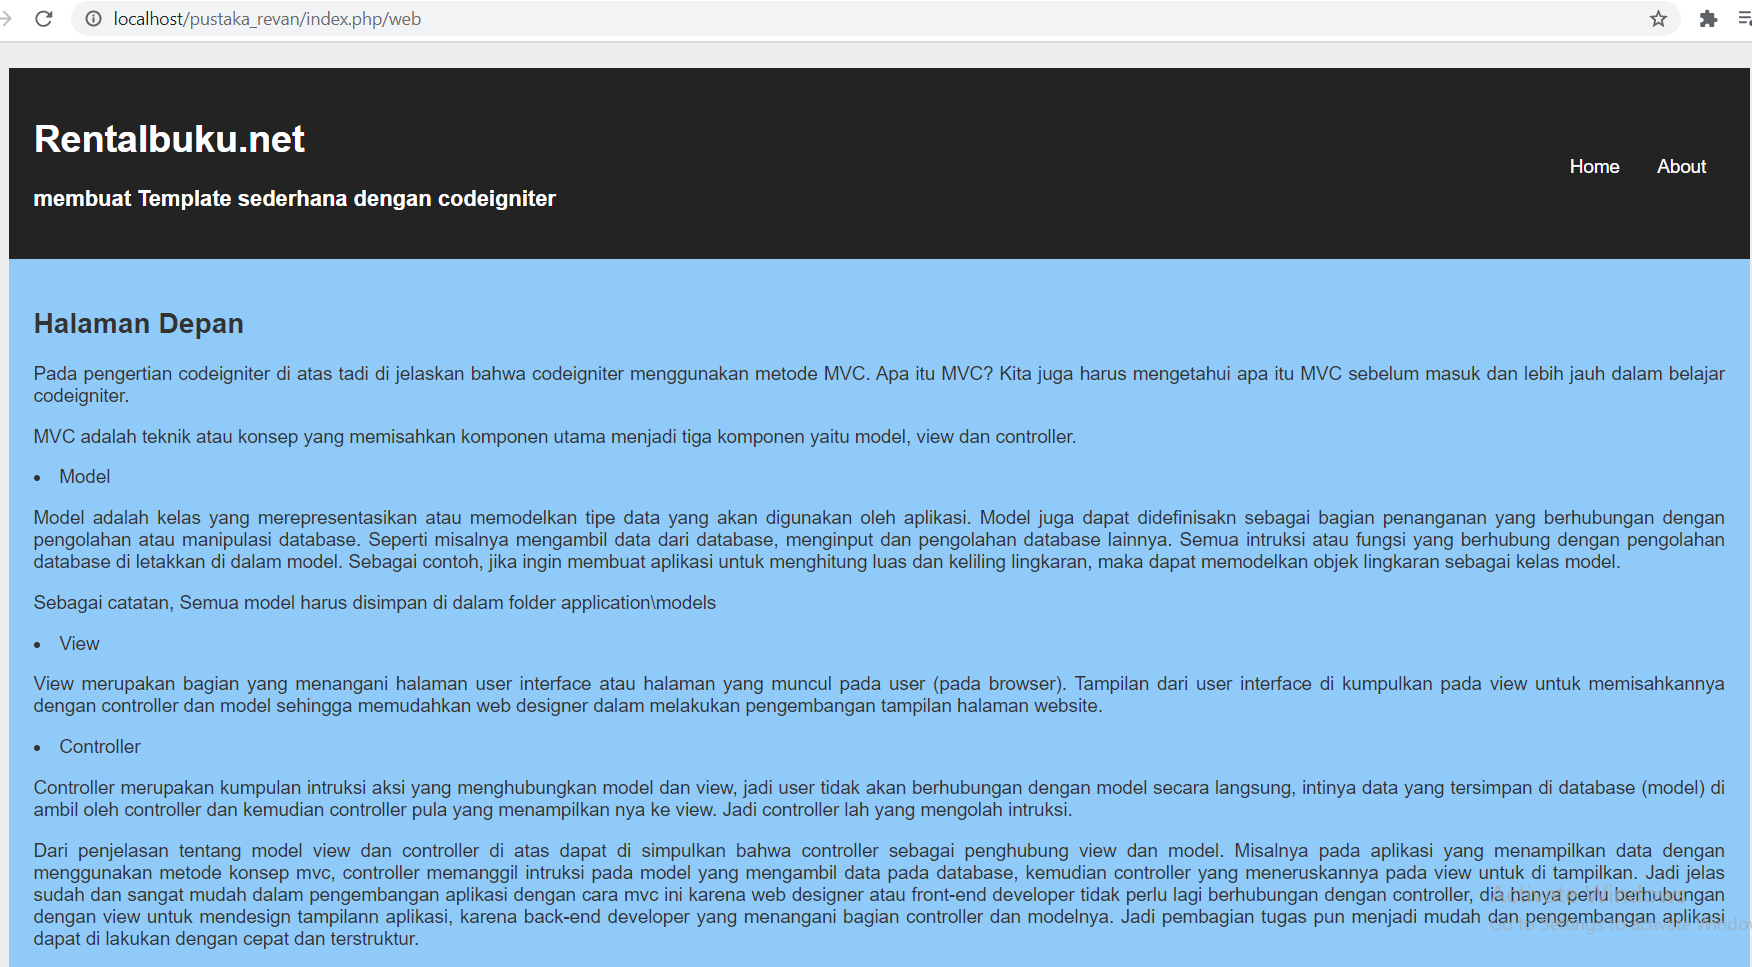 localhost/pustaka_revan/index.php/web
Rentalbuku.net
Home About
membuat Template sederhana dengan codeigniter
Halaman Depan
Pada pengertian codeigniter di atas tadi di jelaskan bahwa codeigniter menggunakan metode MVC. Apa itu MVC? Kita juga harus mengetahui apa itu MVC sebelum masuk dan lebih jauh dalam belajar
codeigniter.
MVC adalah teknik atau konsep yang memisahkan komponen utama menjadi tiga komponen yaitu model, view dan controller.
• Model
Model adalah kelas yang merepresentasikan atau memodelkan tipe data yang akan digunakan oleh aplikasi. Model juga dapat didefinisakn sebagai bagian penanganan yang berhubungan dengan
pengolahan atau manipulasi database. Seperti misalnya mengambil data dari database, menginput dan pengolahan database lainnya. Semua intruksi atau fungsi yang berhubung dengan pengolahan
database di letakkan di dalam model. Sebagai contoh, jika ingin membuat aplikasi untuk menghitung luas dan keliling lingkaran, maka dapat memodelkan objek lingkaran sebagai kelas model.
Sebagai catatan, Semua model harus disimpan di dalam folder application\models
• View
View merupakan bagian yang menangani halaman user interface atau halaman yang muncul pada user (pada browser). Tampilan dari user interface di kumpulkan pada view untuk memisahkannya
dengan controller dan model sehingga memudahkan web designer dalam melakukan pengembangan tampilan halaman website.
• Controller
Controller merupakan kumpulan intruksi aksi yang menghubungkan model dan view, jadi user tidak akan berhubungan dengan model secara langsung, intinya data yang tersimpan di database (model) di
ambil oleh controller dan kemudian controller pula yang menampilkan nya ke view. Jadi controller lah yang mengolah intruksi.
Dari penjelasan tentang model view dan controller di atas dapat di simpulkan bahwa controller sebagai penghubung view dan model. Misalnya pada aplikasi yang menampilkan data dengan
menggunakan metode konsep mvc, controller memanggil intruksi pada model yang mengambil data pada database, kemudian controller yang meneruskannya pada view untuk di tampilkan. Jadi jelas
sudah dan sangat mudah dalam pengembangan aplikasi dengan cara mvc ini karena web designer atau front-end developer tidak perlu lagi berhubungan dengan controller, dia hanya perlu berhubungan
dengan view untuk mendesign tampilann aplikasi, karena back-end developer yang menangani bagian controller dan modelnya. Jadi pembagian tugas pun menjadi mudah dan pengembangan aplikasi
dapat di lakukan dengan cepat dan terstruktur.
Activate Windows
Go to Settings to activate Window